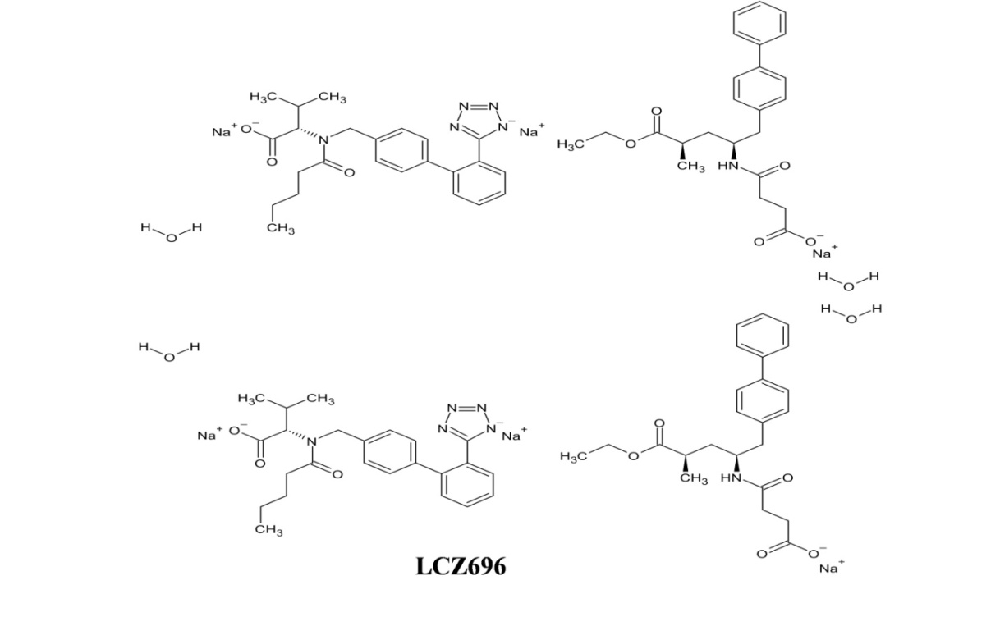 H₃C CH₃
N N O
Na⁺ O⁻ N N⁻ Na⁺
N H₃C O
O CH₃ HN O
O
H H CH₃
O O O⁻
Na⁺
H H
O
H H
O
H H
O
H₃C CH₃ N N
O
Na⁺ O⁻ N N⁻ Na⁺
N
O H₃C O
O CH₃ HN O
CH₃
O O⁻
LCZ696 Na⁺